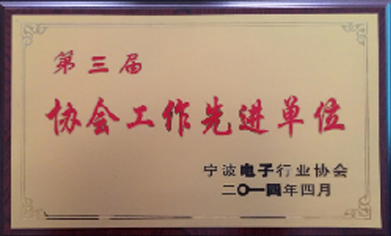 第三届
协会工作先进单位
宁波电子行业协会
二〇一四年四月